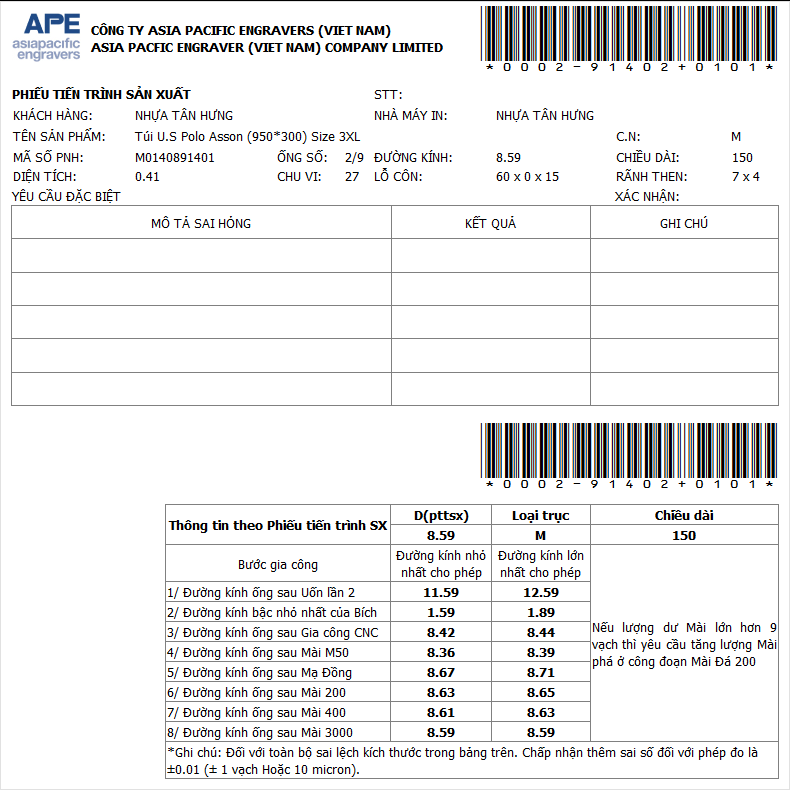 APE
asiapacific
engravers
CÔNG TY ASIA PACIFIC ENGRAVERS (VIET NAM)
ASIA PACFIC ENGRAVER (VIET NAM) COMPANY LIMITED
*0002-91402+0101*
PHIẾU TIẾN TRÌNH SẢN XUẤT STT:
KHÁCH HÀNG: NHỰA TÂN HƯNG NHÀ MÁY IN: NHỰA TÂN HƯNG
TÊN SẢN PHẨM: Túi U.S Polo Asson (950*300) Size 3XL C.N: M
MÃ SỐ PNH: M0140891401 ỐNG SỐ: 2/9 ĐƯỜNG KÍNH: 8.59 CHIỀU DÀI: 150
DIỆN TÍCH: 0.41 CHU VI: 27 LỖ CÔN: 60 x 0 x 15 RÃNH THEN: 7 x 4
YÊU CẦU ĐẶC BIỆT XÁC NHẬN:
MÔ TẢ SAI HỎNG KẾT QUẢ GHI CHÚ
*0002-91402+0101*
Thông tin theo Phiếu tiến trình SX D(pttsx) Loại trục Chiều dài
8.59 M 150
Bước gia công Đường kính nhỏ nhất cho phép Đường kính lớn nhất cho phép
1/ Đường kính ống sau Uốn lần 2 11.59 12.59
2/ Đường kính bậc nhỏ nhất của Bích 1.59 1.89
3/ Đường kính ống sau Gia công CNC 8.42 8.44
4/ Đường kính ống sau Mài M50 8.36 8.39
5/ Đường kính ống sau Mạ Đồng 8.67 8.71
6/ Đường kính ống sau Mài 200 8.63 8.65
7/ Đường kính ống sau Mài 400 8.61 8.63
8/ Đường kính ống sau Mài 3000 8.59 8.59
Nếu lượng dư Mài lớn hơn 9
vạch thì yêu cầu tăng lượng Mài
phá ở công đoạn Mài Đá 200
*Ghi chú: Đối với toàn bộ sai lệch kích thước trong bảng trên. Chấp nhận thêm sai số đối với phép đo là
±0.01 (± 1 vạch Hoặc 10 micron).